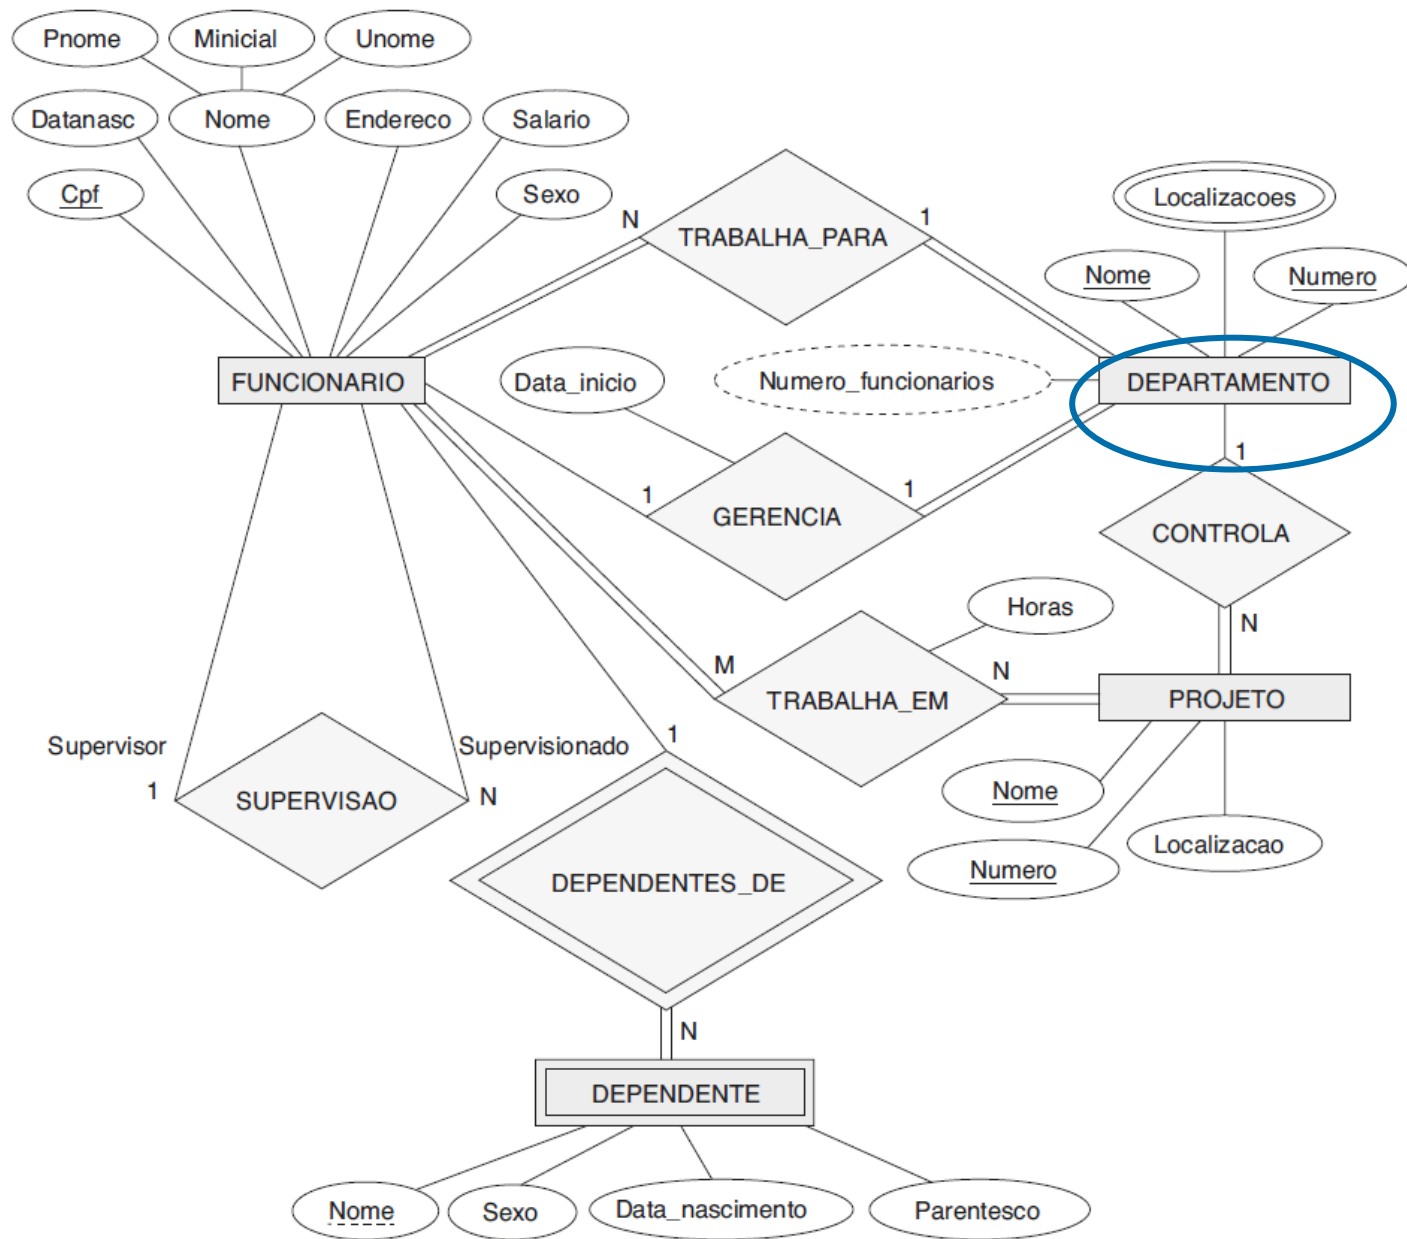 Pnome
Minicial
Unome
Datanasc
Nome
Endereco
Salario
Cpf
Sexo
N
TRABALHA_PARA
1
Localizacoes
Nome
Numero
FUNCIONARIO
Data_inicio
Numero_funcionarios
DEPARTAMENTO
1
GERENCIA
1
1
CONTROLA
N
Horas
M
TRABALHA_EM
N
PROJETO
Supervisor
1
SUPERVISAO
Supervisionado
N
1
Nome
Numero
Localizacao
DEPENDENTES_DE
N
DEPENDENTE
Nome
Sexo
Data_nascimento
Parentesco